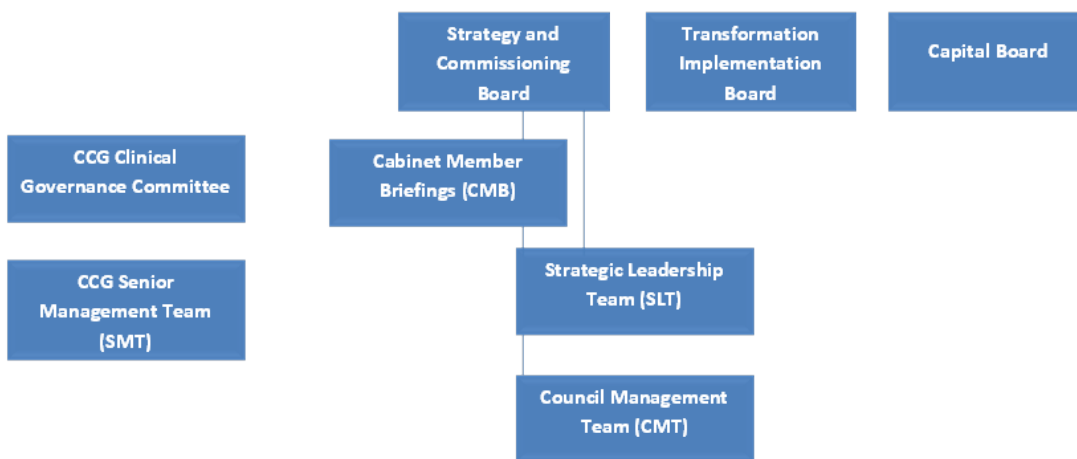 Strategy and
Commissioning
Board
Transformation
Implementation
Board
Capital Board
CCG Clinical
Governance Committee
Cabinet Member
Briefings (CMB)
CCG Senior
Management Team
(SMT)
Strategic Leadership
Team (SLT)
Council Management
Team (CMT)